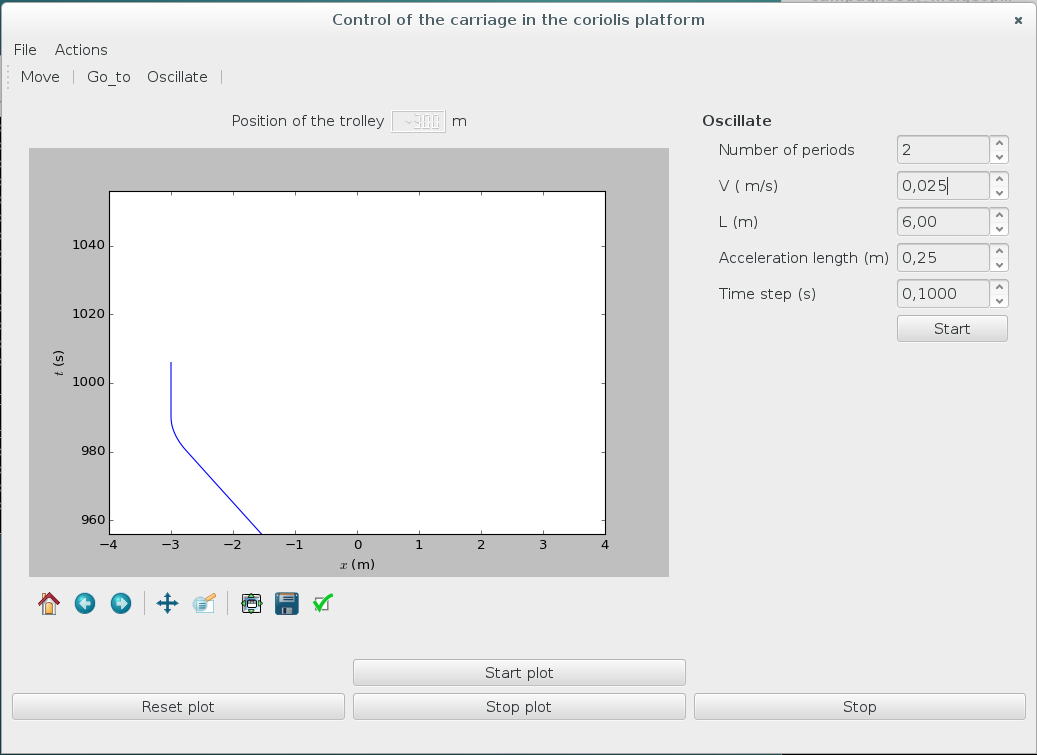 Control of the carriage in the coriolis platform
File Actions
Move Go_to Oscillate
Position of the trolley -3.00 m
Oscillate
Number of periods 2
V ( m/s) 0,025
L (m) 6,00
Acceleration length (m) 0,25
Time step (s) 0,1000
Start
1040
1020
1000
980
960
t (s)
−4 −3 −2 −1 0 1 2 3 4
x (m)
Start plot
Reset plot Stop plot Stop